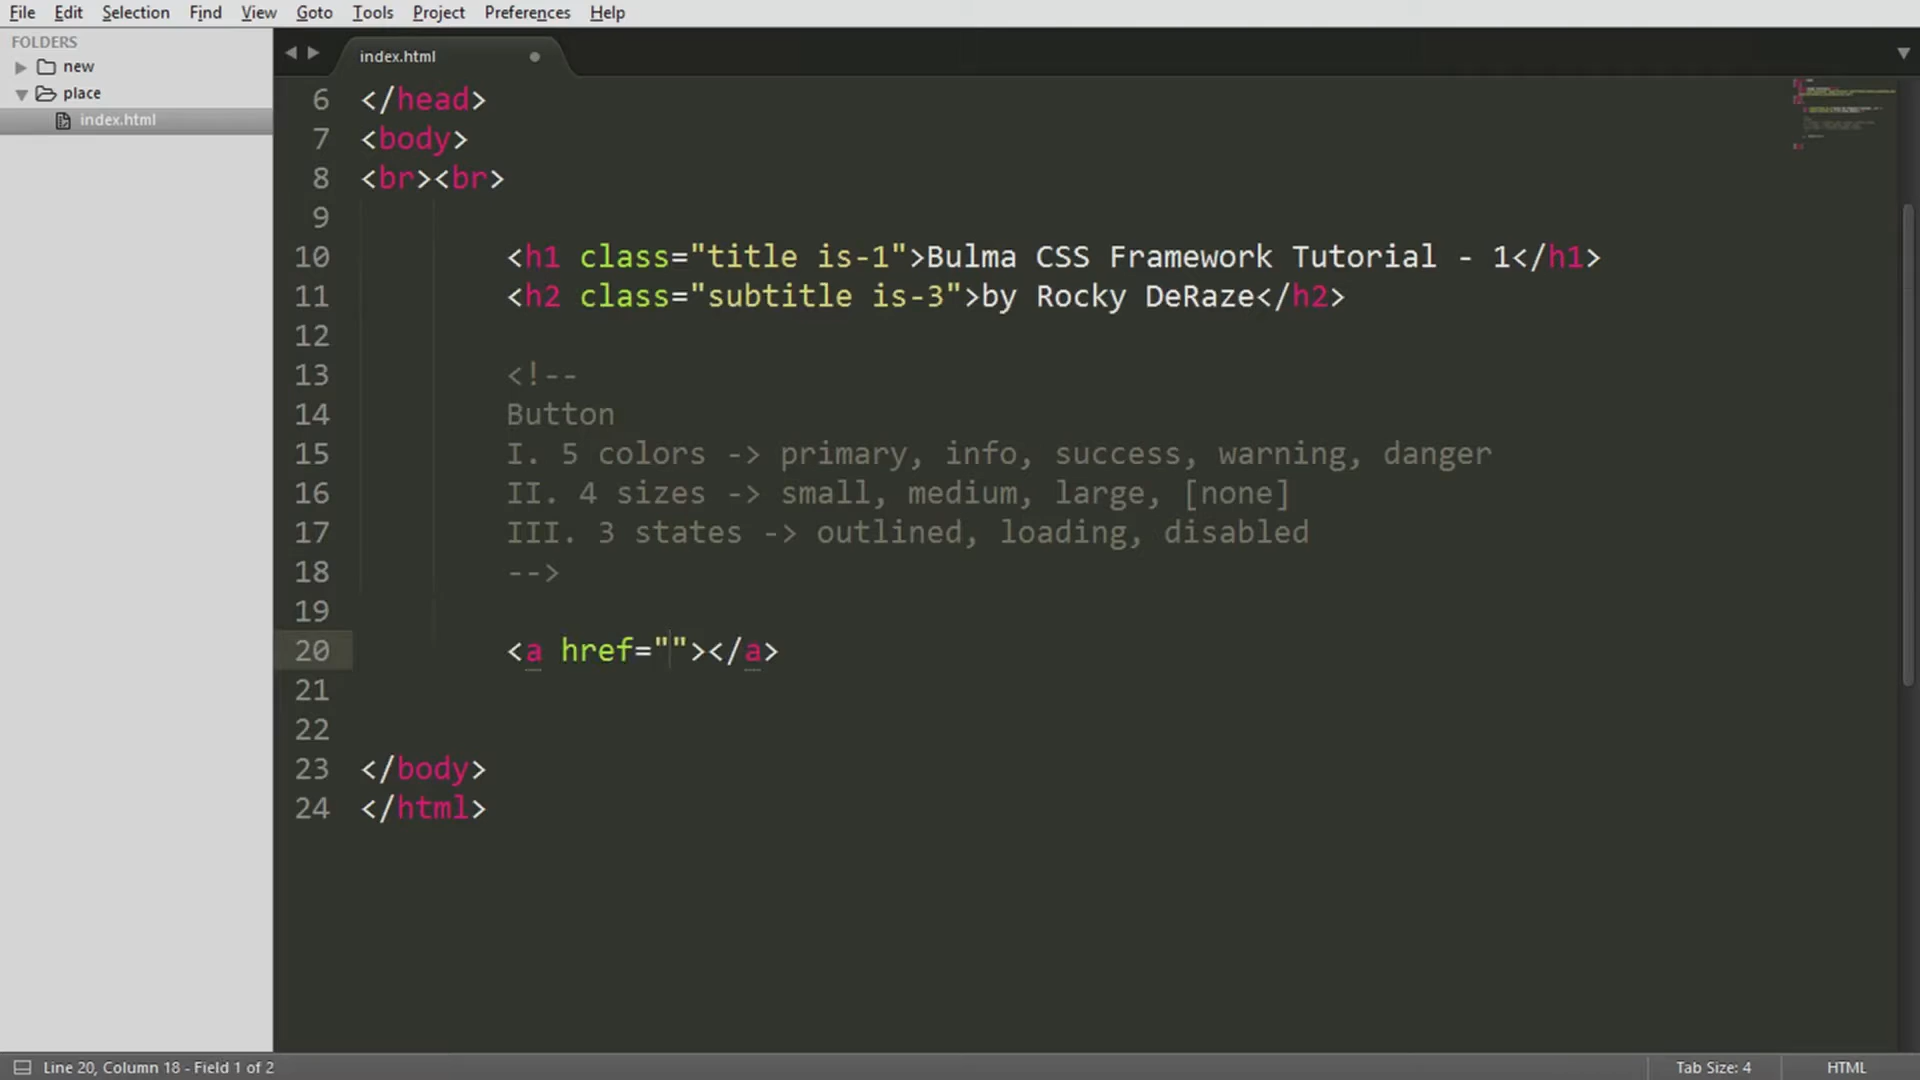 File Edit Selection Find View Goto Tools Project Preferences Help
FOLDERS
new
place
index.html
index.html
6 </head>
7 <body>
8 <br><br>
9
10 <h1 class="title is-1">Bulma CSS Framework Tutorial - 1</h1>
11 <h2 class="subtitle is-3">by Rocky DeRaze</h2>
12
13 <!--
14 Button
15 I. 5 colors -> primary, info, success, warning, danger
16 II. 4 sizes -> small, medium, large, [none]
17 III. 3 states -> outlined, loading, disabled
18 -->
19
20 <a href=""></a>
21
22
23 </body>
24 </html>
Line 20, Column 18 - Field 1 of 2
Tab Size: 4
HTML